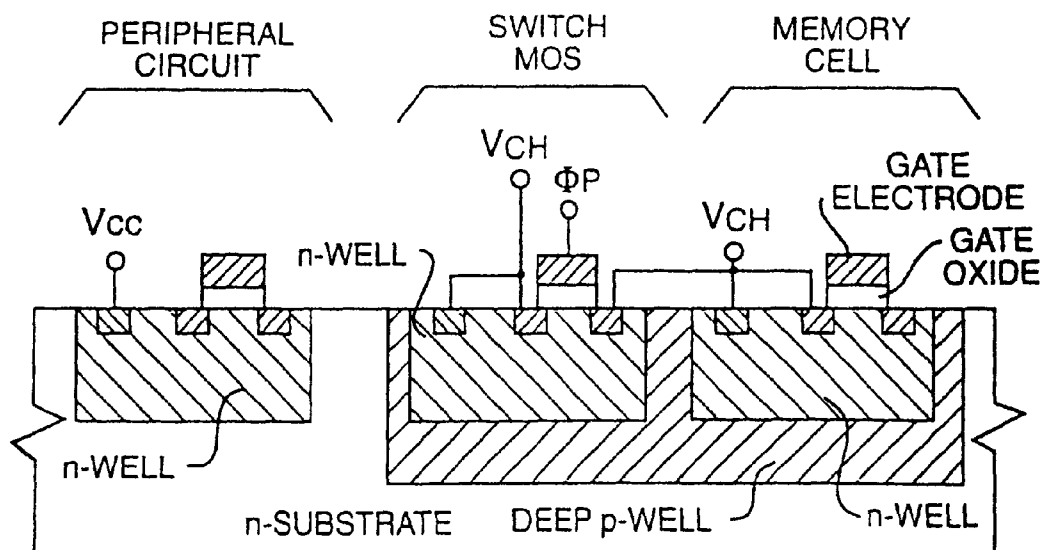 PERIPHERAL
CIRCUIT
SWITCH
MOS
MEMORY
CELL
VCH
ΦP
GATE
ELECTRODE
Vcc
n-WELL
VCH
GATE
OXIDE
n-WELL
n-SUBSTRATE
DEEP p-WELL
n-WELL